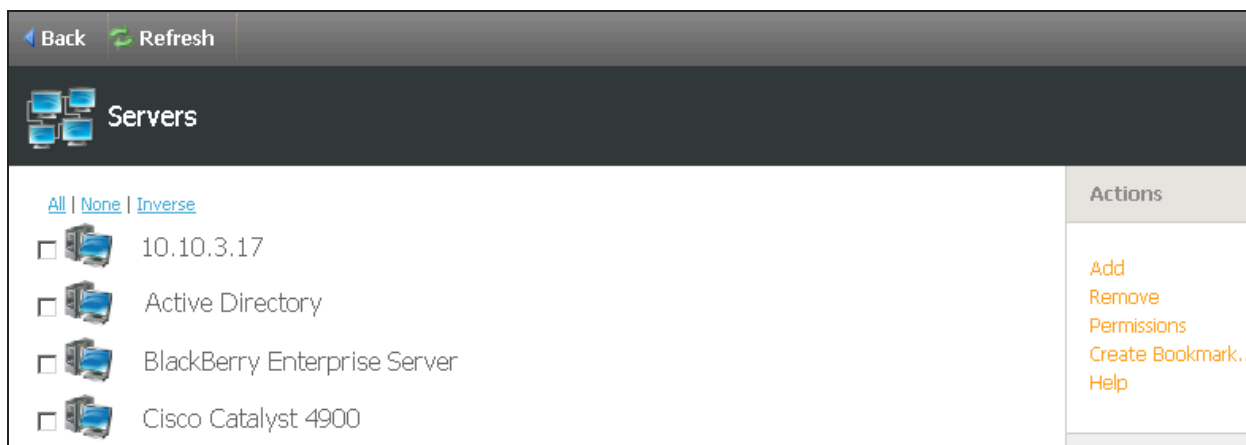 Back Refresh
Servers
All | None | Inverse
10.10.3.17
Active Directory
BlackBerry Enterprise Server
Cisco Catalyst 4900
Actions
Add
Remove
Permissions
Create Bookmark.
Help